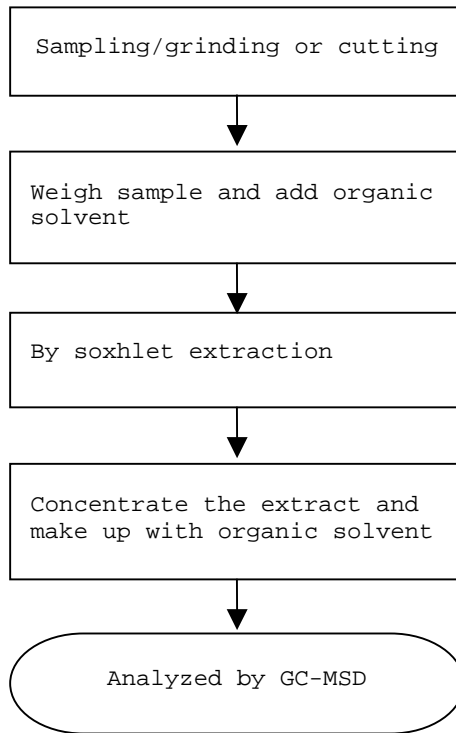 Sampling/grinding or cutting
Weigh sample and add organic
solvent
By soxhlet extraction
Concentrate the extract and
make up with organic solvent
Analyzed by GC-MSD